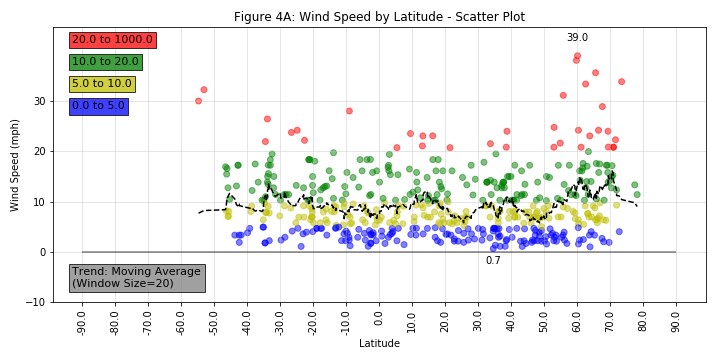 Figure 4A: Wind Speed by Latitude - Scatter Plot
39.0
20.0 to 1000.0
10.0 to 20.0
5.0 to 10.0
0.0 to 5.0
30
20
10
0
-10
Wind Speed (mph)
0.7
Trend: Moving Average
(Window Size=20)
-90.0 -80.0 -70.0 -60.0 -50.0 -40.0 -30.0 -20.0 -10.0 0.0 10.0 20.0 30.0 40.0 50.0 60.0 70.0 80.0 90.0
Latitude